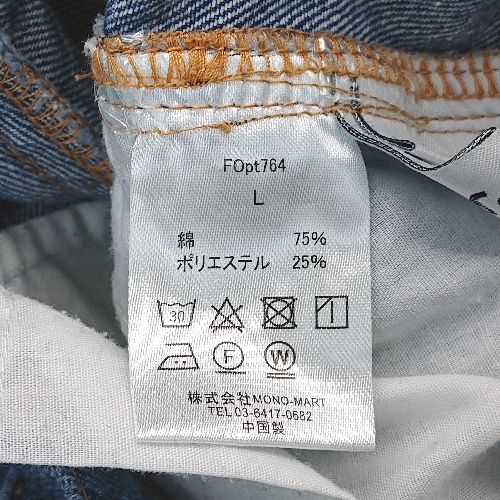 FOpt764
L
綿 75%
ポリエステル 25%
30
F W
株式会社MONO-MART
TEL 03-6417-0682
中国製